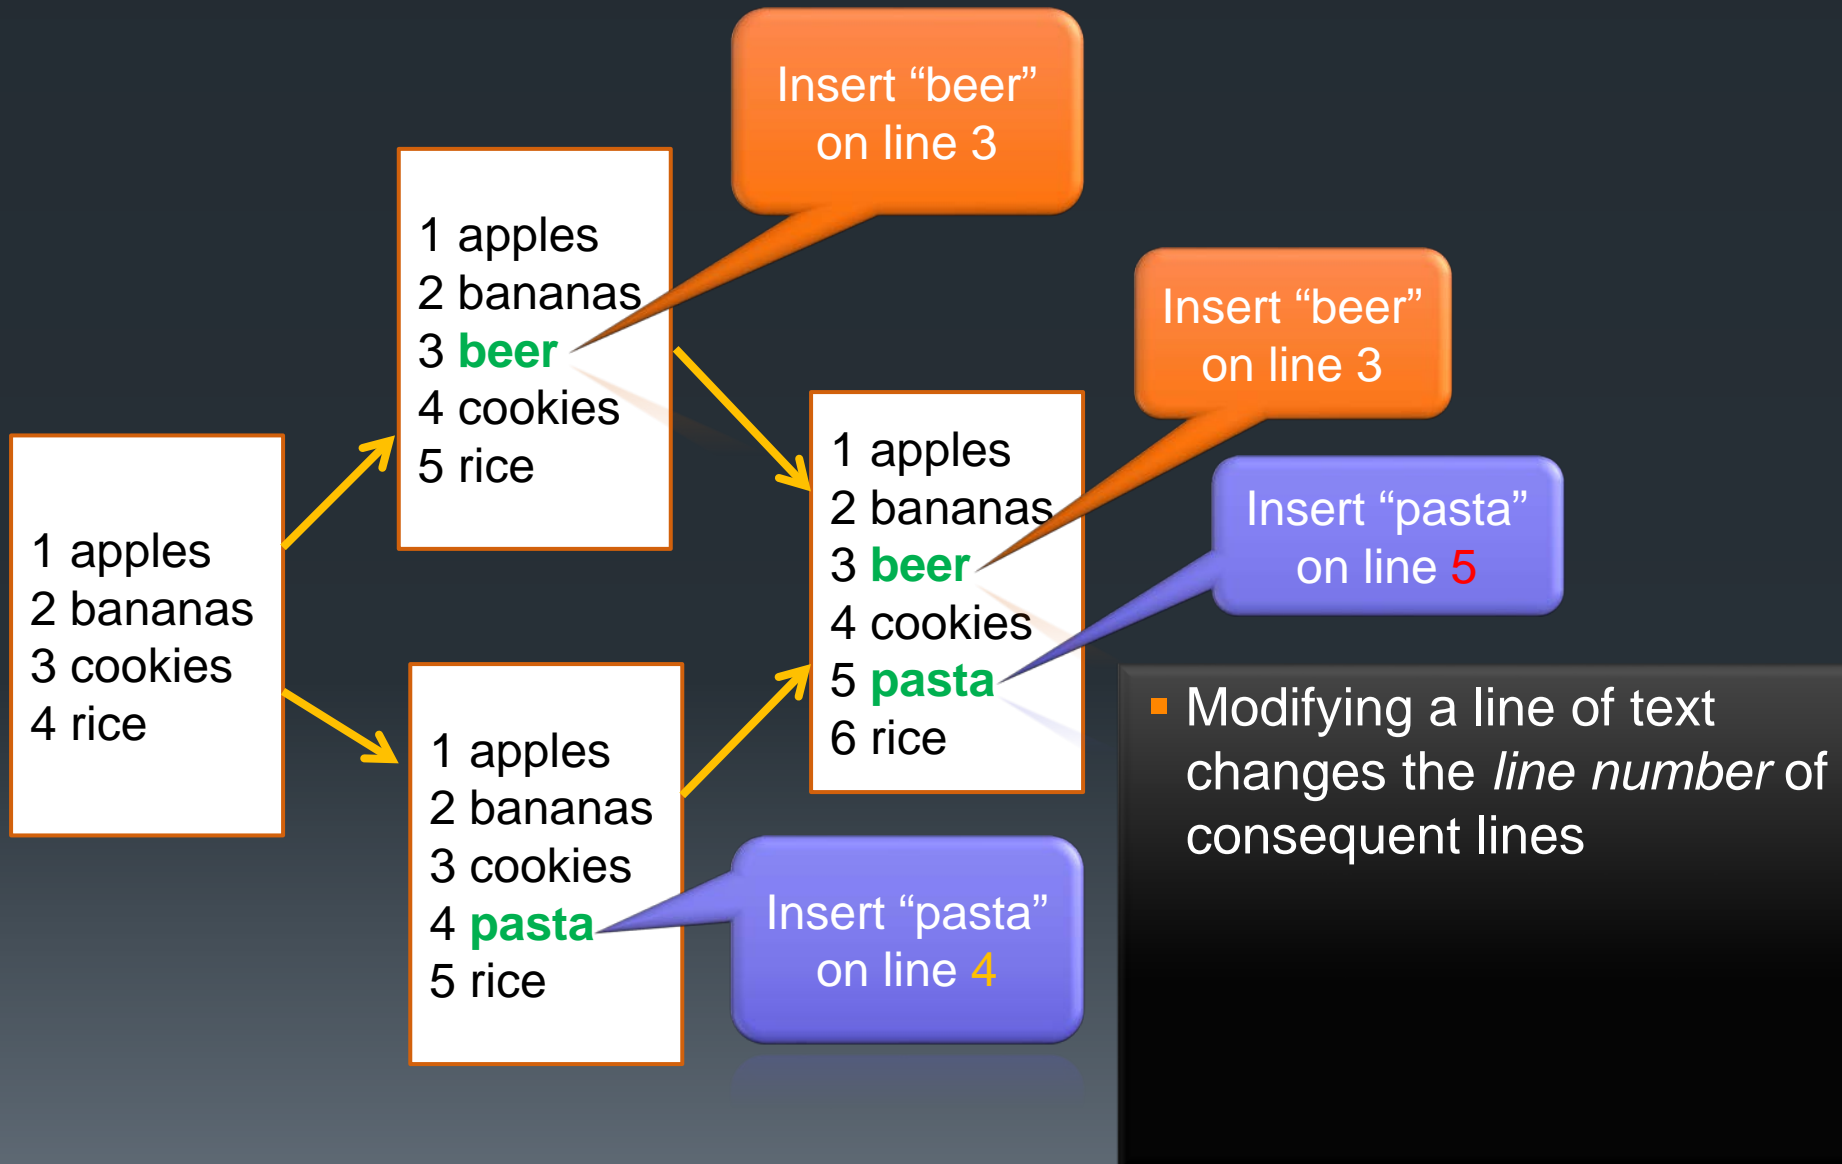 Insert “beer”
on line 3
1 apples
2 bananas
3 beer
4 cookies
5 rice
1 apples
2 bananas
3 cookies
4 rice
1 apples
2 bananas
3 cookies
4 pasta
5 rice
Insert “pasta”
on line 4
1 apples
2 bananas
3 beer
4 cookies
5 pasta
6 rice
Insert “beer”
on line 3
Insert “pasta”
on line 5
Modifying a line of text
changes the line number of
consequent lines